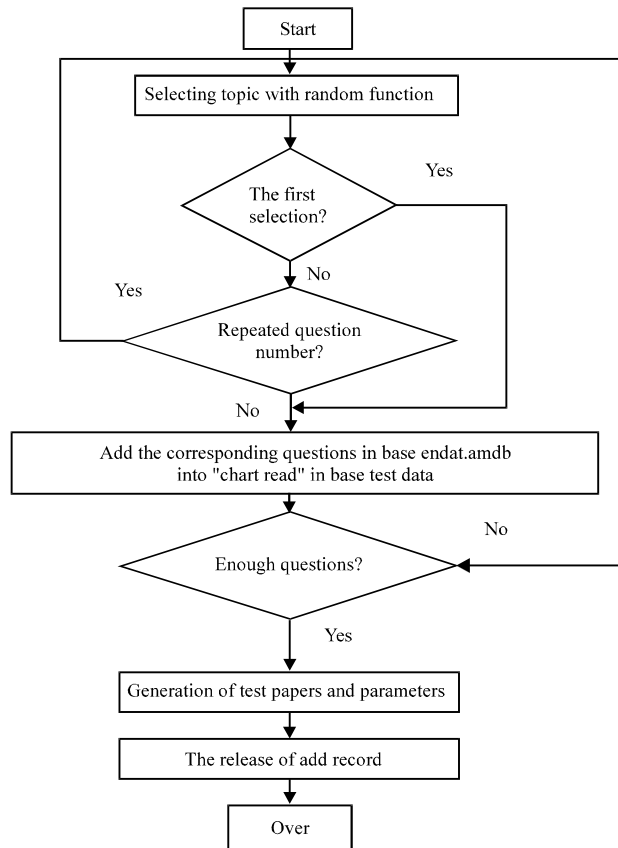 Start
Selecting topic with random function
The first
selection?
Yes
No
Yes
Repeated question
number?
No
Add the corresponding questions in base endat.amdb
into "chart read" in base test data
No
Enough questions?
Yes
Generation of test papers and parameters
The release of add record
Over